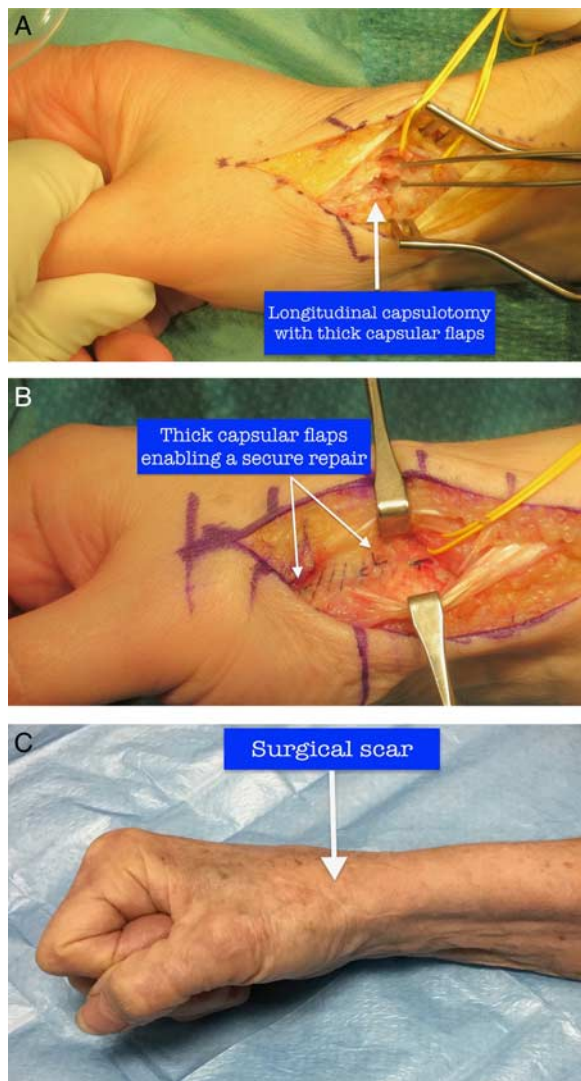 A
Longitudinal capsulotomy
with thick capsular flaps
B
Thick capsular flaps
enabling a secure repair
C
Surgical scar